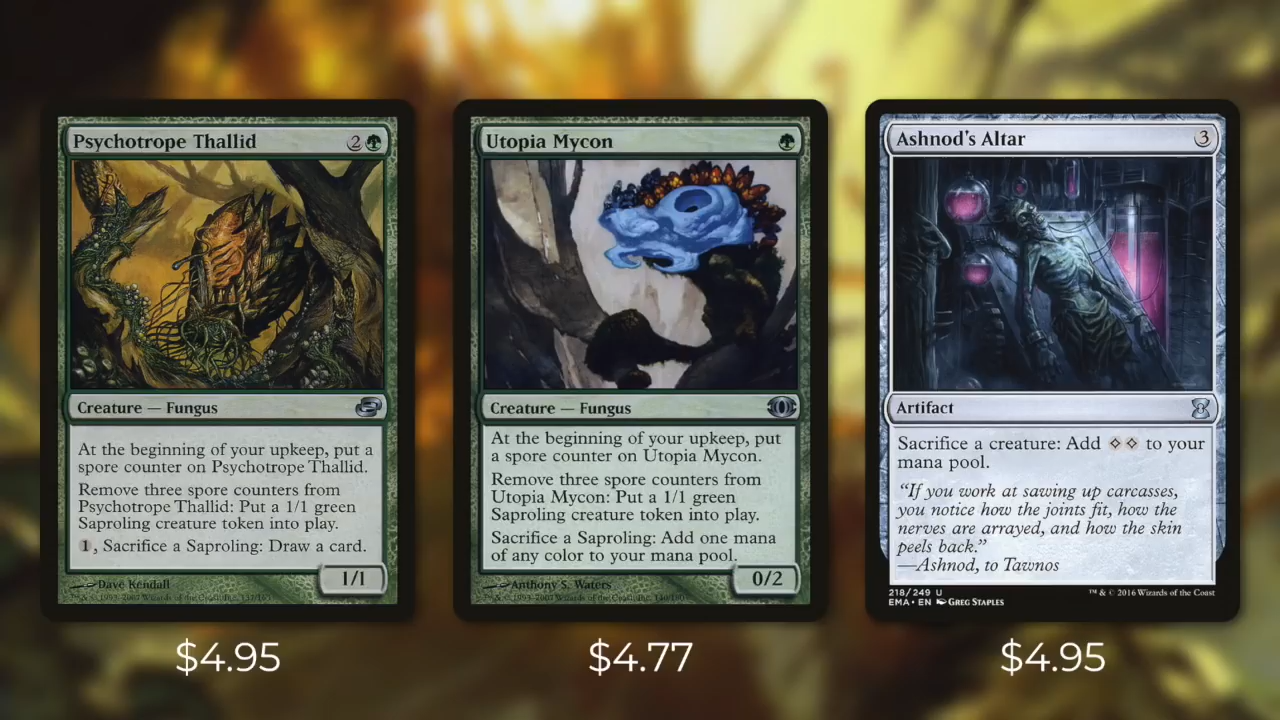 Psychotrope Thallid 2
Creature — Fungus
At the beginning of your upkeep, put a
spore counter on Psychotrope Thallid.
Remove three spore counters from
Psychotrope Thallid: Put a 1/1 green
Saproling creature token into play.
1, Sacrifice a Saproling: Draw a card.
Dave Kendall
1/1
$4.95
Utopia Mycon
Creature — Fungus
At the beginning of your upkeep, put
a spore counter on Utopia Mycon.
Remove three spore counters from
Utopia Mycon: Put a 1/1 green
Saproling creature token into play.
Sacrifice a Saproling: Add one mana
of any color to your mana pool.
Anthony S. Waters
0/2
$4.77
Ashnod's Altar 3
Artifact
Sacrifice a creature: Add to your
mana pool.
“If you work at sawing up carcasses,
you notice how the joints fit, how the
nerves are arrayed, and how the skin
peels back.”
—Ashnod, to Tawnos
218/249 U
EMA • EN Greg Staples
™ & © 2016 Wizards of the Coast
$4.95